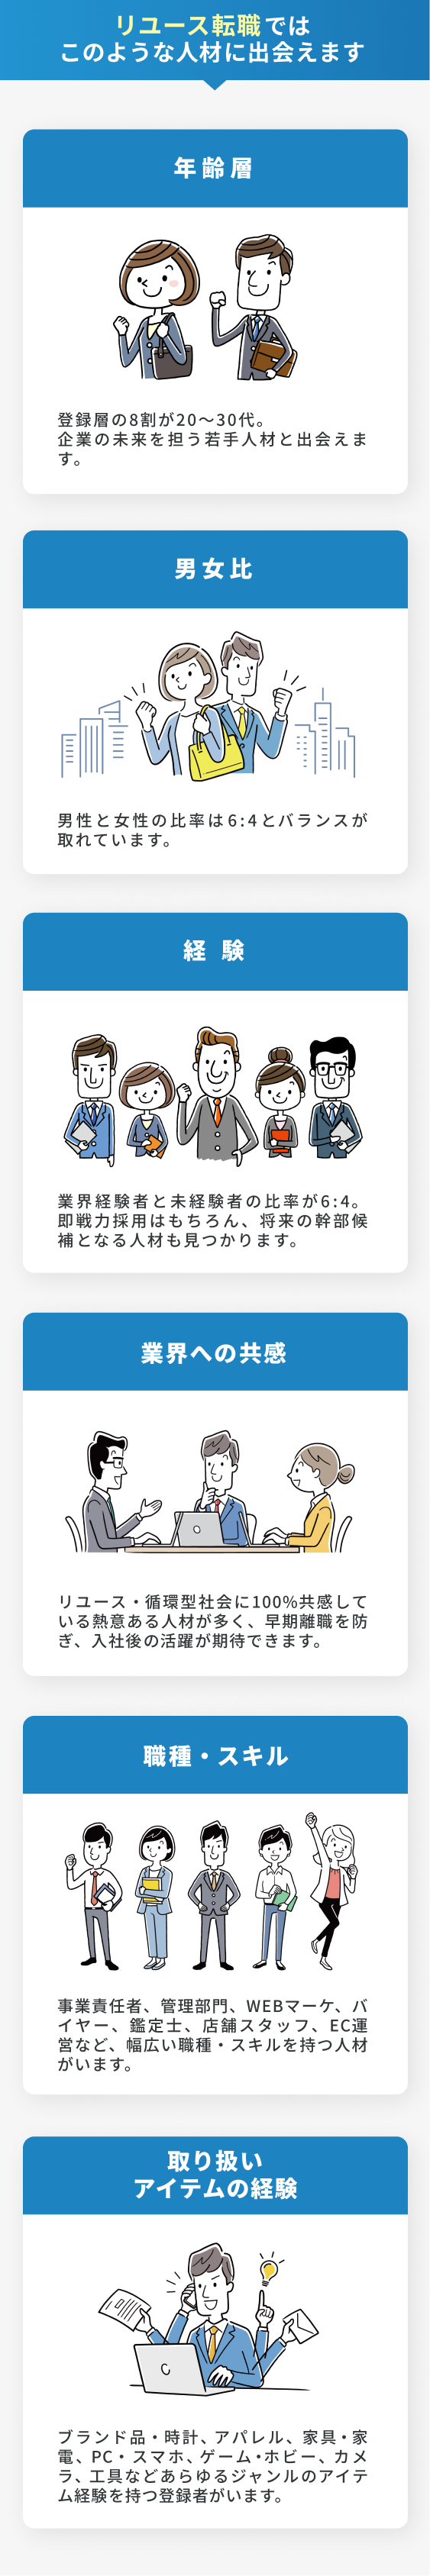 リユース転職では
このような人材に出会えます
年齢層
登録層の8割が20〜30代。
企業の未来を担う若手人材と出会えま
す。
男女比
男性と女性の比率は6:4とバランスが
取れています。
経 験
業界経験者と未経験者の比率が6:4。
即戦力採用はもちろん、将来の幹部候
補となる人材も見つかります。
業界への共感
リユース・循環型社会に100%共感して
いる熱意ある人材が多く、早期離職を防
ぎ、入社後の活躍が期待できます。
職種・スキル
事業責任者、管理部門、WEBマーケ、バ
イヤー、鑑定士、店舗スタッフ、EC運
営など、幅広い職種・スキルを持つ人材
がいます。
取り扱い
アイテムの経験
ブランド品・時計、アパレル、家具・家
電、PC・スマホ、ゲーム・ホビー、カメ
ラ、工具などあらゆるジャンルのアイテ
ム経験を持つ登録者がいます。